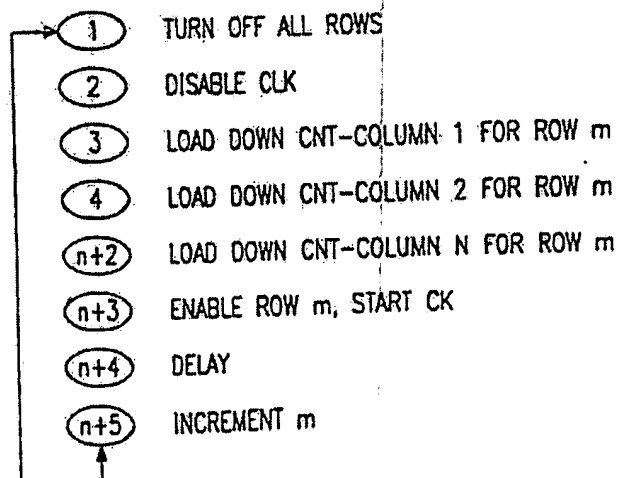 1 TURN OFF ALL ROWS
2 DISABLE CLK
3 LOAD DOWN CNT-COLUMN 1 FOR ROW m
4 LOAD DOWN CNT-COLUMN 2 FOR ROW m
n+2 LOAD DOWN CNT-COLUMN N FOR ROW m
n+3 ENABLE ROW m, START CK
n+4 DELAY
n+5 INCREMENT m